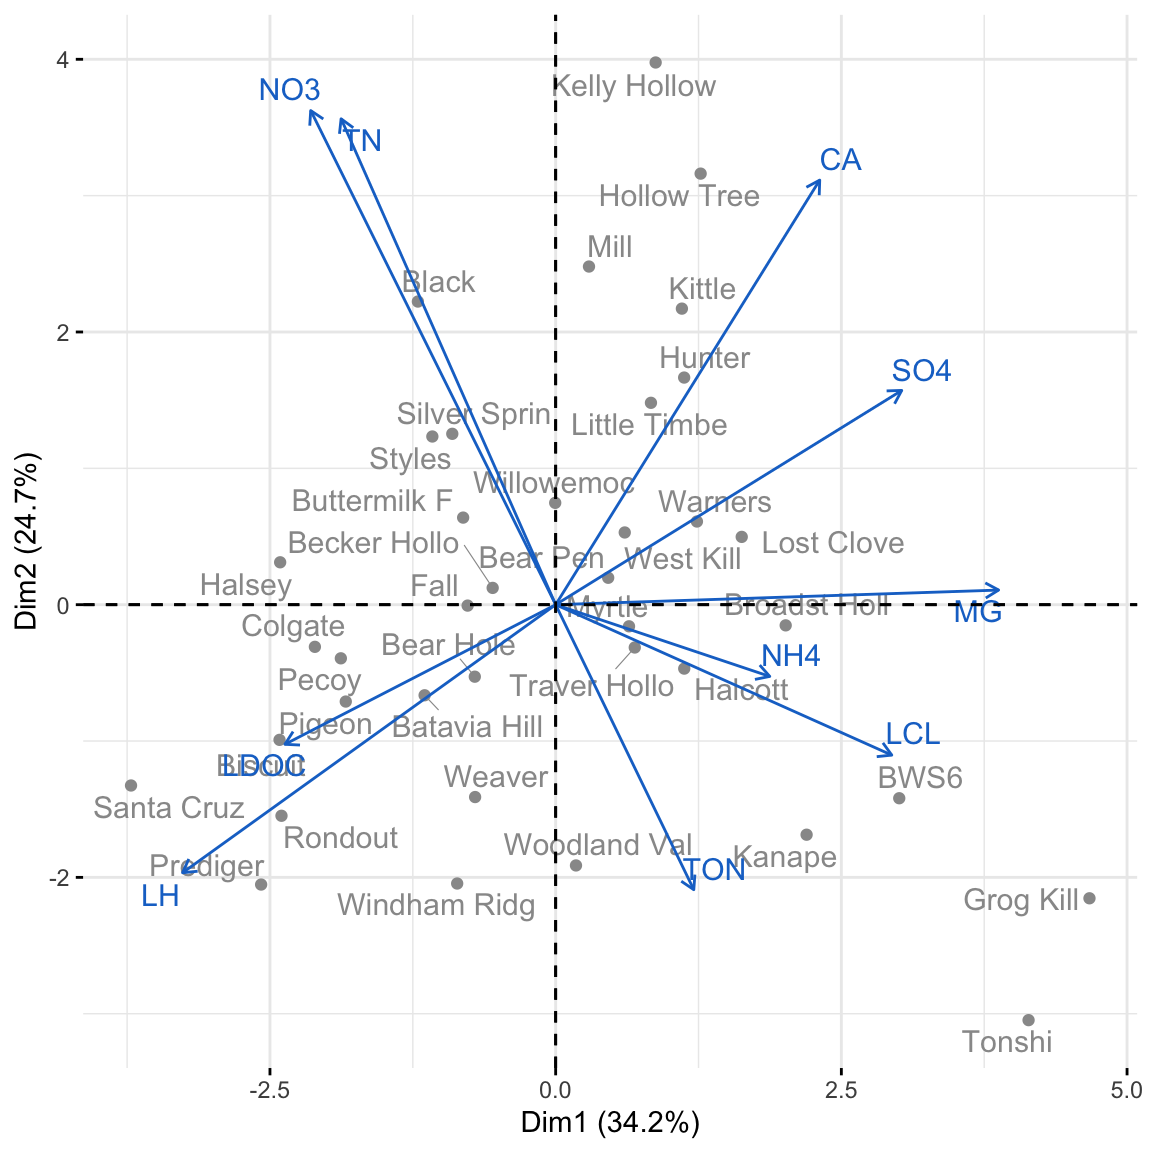 4
NO3
Kelly Hollow
TN
CA
Hollow Tree
Mill
Black
Kittle
2
Hunter
SO4
Silver Sprin
Little Timbe
Styles
Willowemoc
Buttermilk F
Warners
Becker Hollo
Bear Pen
West Kill
Lost Clove
Halsey
Fall
0
Myrtle
Broadst Holl
MG
Colgate
Bear Hole
NH4
Pecoy
Traver Hollo
Halcott
Pigeon
Batavia Hill
LCL
Biscuit
LDOC
Weaver
BWS6
Santa Cruz
Rondout
Woodland Val
Kanape
Prediger
TON
-2
LH
Windham Ridg
Grog Kill
Tonshi
-2.5
0.0
2.5
5.0
Dim1 (34.2%)
Dim2 (24.7%)